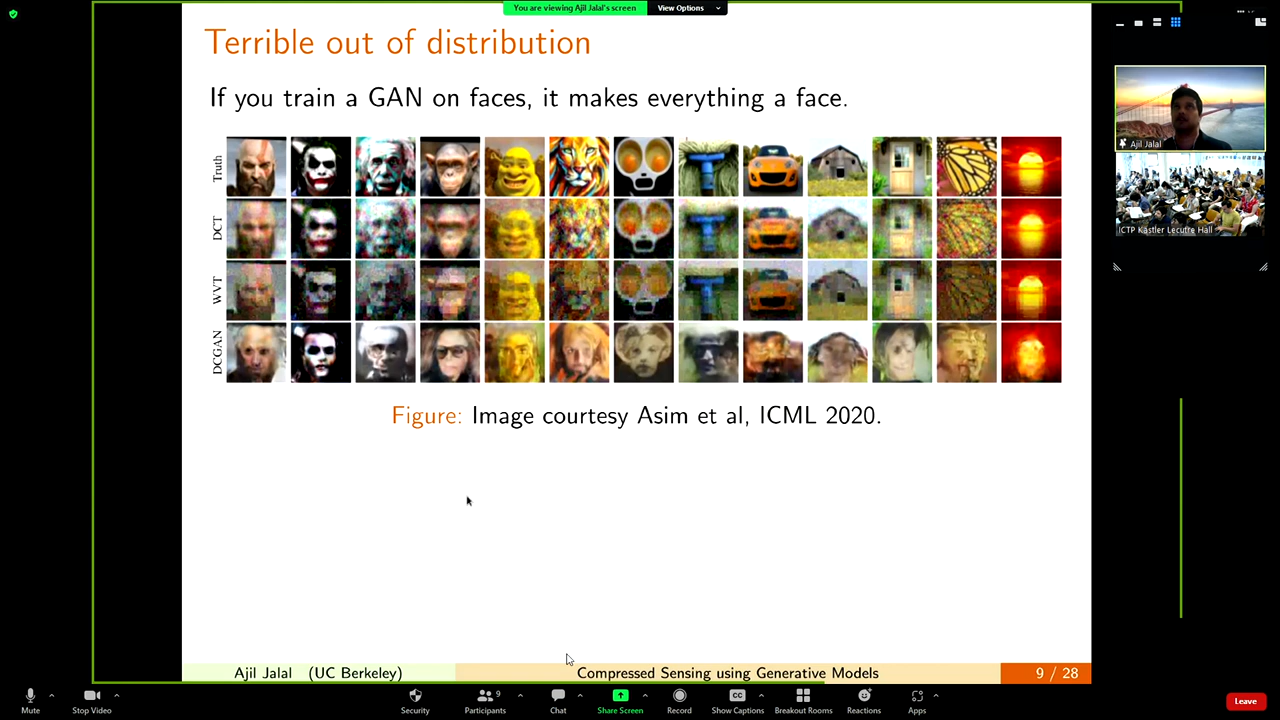 You are viewing Ajil Jalal's screen
View Options
Terrible out of distribution
If you train a GAN on faces, it makes everything a face.
Truth
DCT
WVT
DCGAN
Figure: Image courtesy Asim et al, ICML 2020.
Ajil Jalal
ICTP Kastler Lecutre Hall
Ajil Jalal (UC Berkeley)
Compressed Sensing using Generative Models
9 / 28
Mute
Stop Video
Security
Participants
9
Chat
Share Screen
Record
CC
Show Captions
Breakout Rooms
Reactions
Apps
Leave